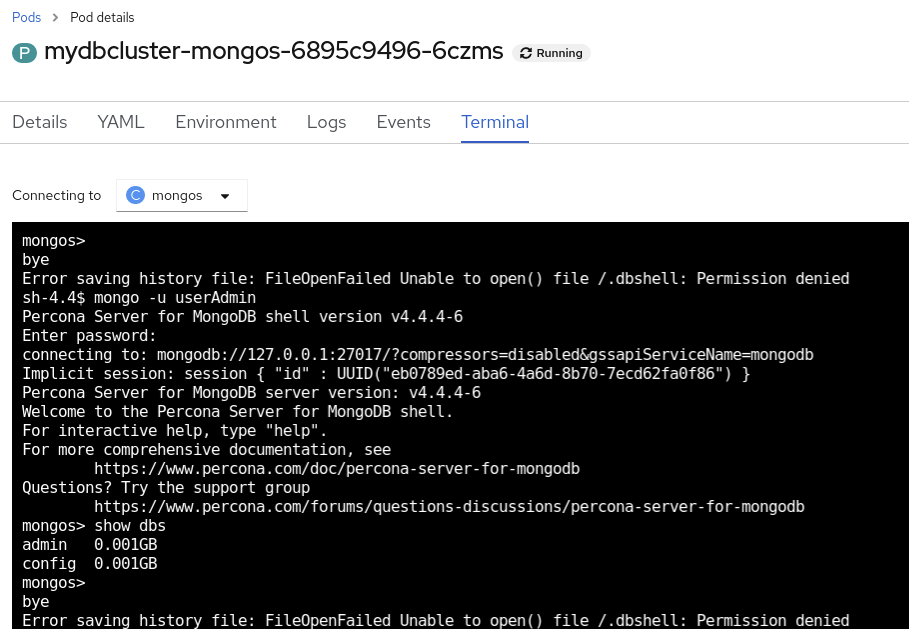 Pods > Pod details
P mydbcluster-mongos-6895c9496-6czms Running
Details YAML Environment Logs Events Terminal
Connecting to C mongos
mongos>
bye
Error saving history file: FileOpenFailed Unable to open() file /.dbshell: Permission denied
sh-4.4$ mongo -u userAdmin
Percona Server for MongoDB shell version v4.4.4-6
Enter password:
connecting to: mongodb://127.0.0.1:27017/?compressors=disabled&gssapiServiceName=mongodb
Implicit session: session { "id" : UUID("eb0789ed-aba6-4a6d-8b70-7ecd62fa0f86") }
Percona Server for MongoDB server version: v4.4.4-6
Welcome to the Percona Server for MongoDB shell.
For interactive help, type "help".
For more comprehensive documentation, see
        https://www.percona.com/doc/percona-server-for-mongodb
Questions? Try the support group
        https://www.percona.com/forums/questions-discussions/percona-server-for-mongodb
mongos> show dbs
admin   0.001GB
config  0.001GB
mongos>
bye
Error saving history file: FileOpenFailed Unable to open() file /.dbshell: Permission denied